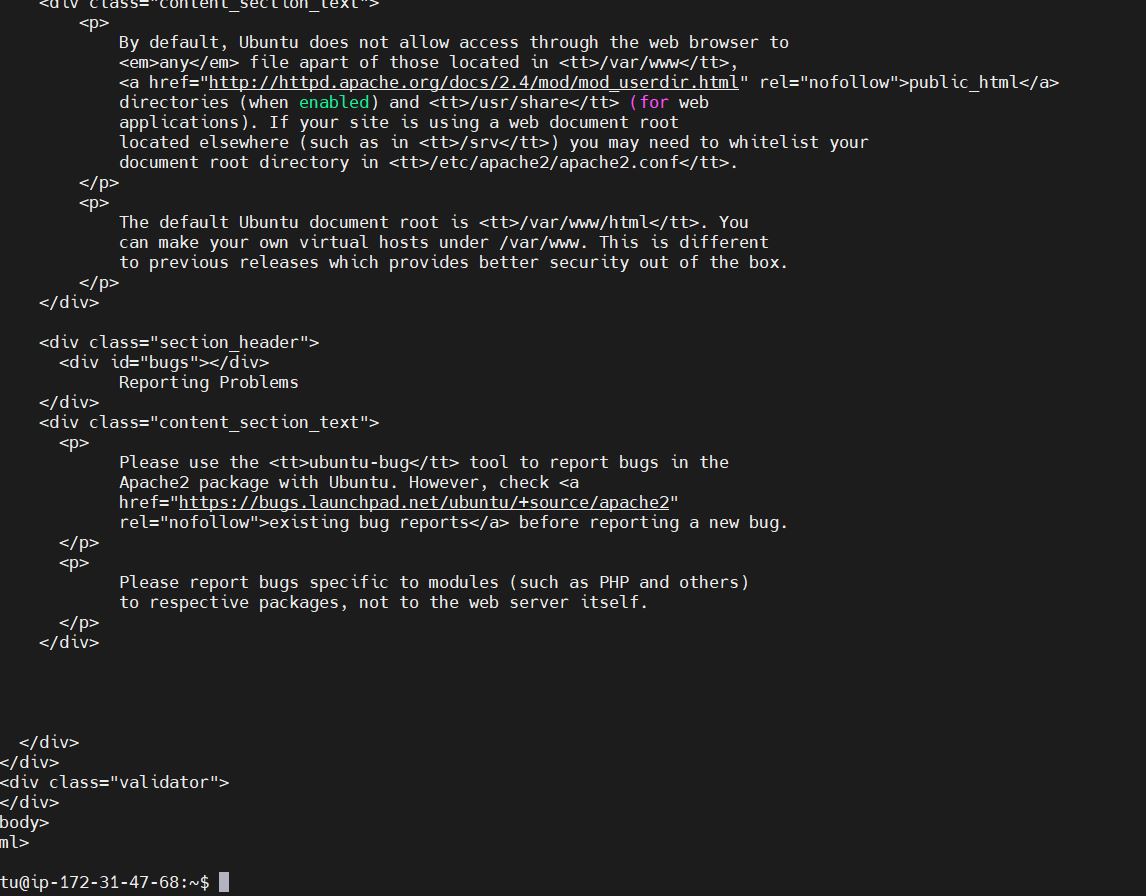 <div class="content_section_text">
<p>
By default, Ubuntu does not allow access through the web browser to
<em>any</em> file apart of those located in <tt>/var/www</tt>,
<a href="http://httpd.apache.org/docs/2.4/mod/mod_userdir.html" rel="nofollow">public_html</a>
directories (when enabled) and <tt>/usr/share</tt> (for web
applications). If your site is using a web document root
located elsewhere (such as in <tt>/srv</tt>) you may need to whitelist your
document root directory in <tt>/etc/apache2/apache2.conf</tt>.
</p>
<p>
The default Ubuntu document root is <tt>/var/www/html</tt>. You
can make your own virtual hosts under /var/www. This is different
to previous releases which provides better security out of the box.
</p>
</div>
<div class="section_header">
<div id="bugs"></div>
Reporting Problems
</div>
<div class="content_section_text">
<p>
Please use the <tt>ubuntu-bug</tt> tool to report bugs in the
Apache2 package with Ubuntu. However, check <a
href="https://bugs.launchpad.net/ubuntu/+source/apache2"
rel="nofollow">existing bug reports</a> before reporting a new bug.
</p>
<p>
Please report bugs specific to modules (such as PHP and others)
to respective packages, not to the web server itself.
</p>
</div>
</div>
</div>
<div class="validator">
</div>
body>
ml>
tu@ip-172-31-47-68:~$